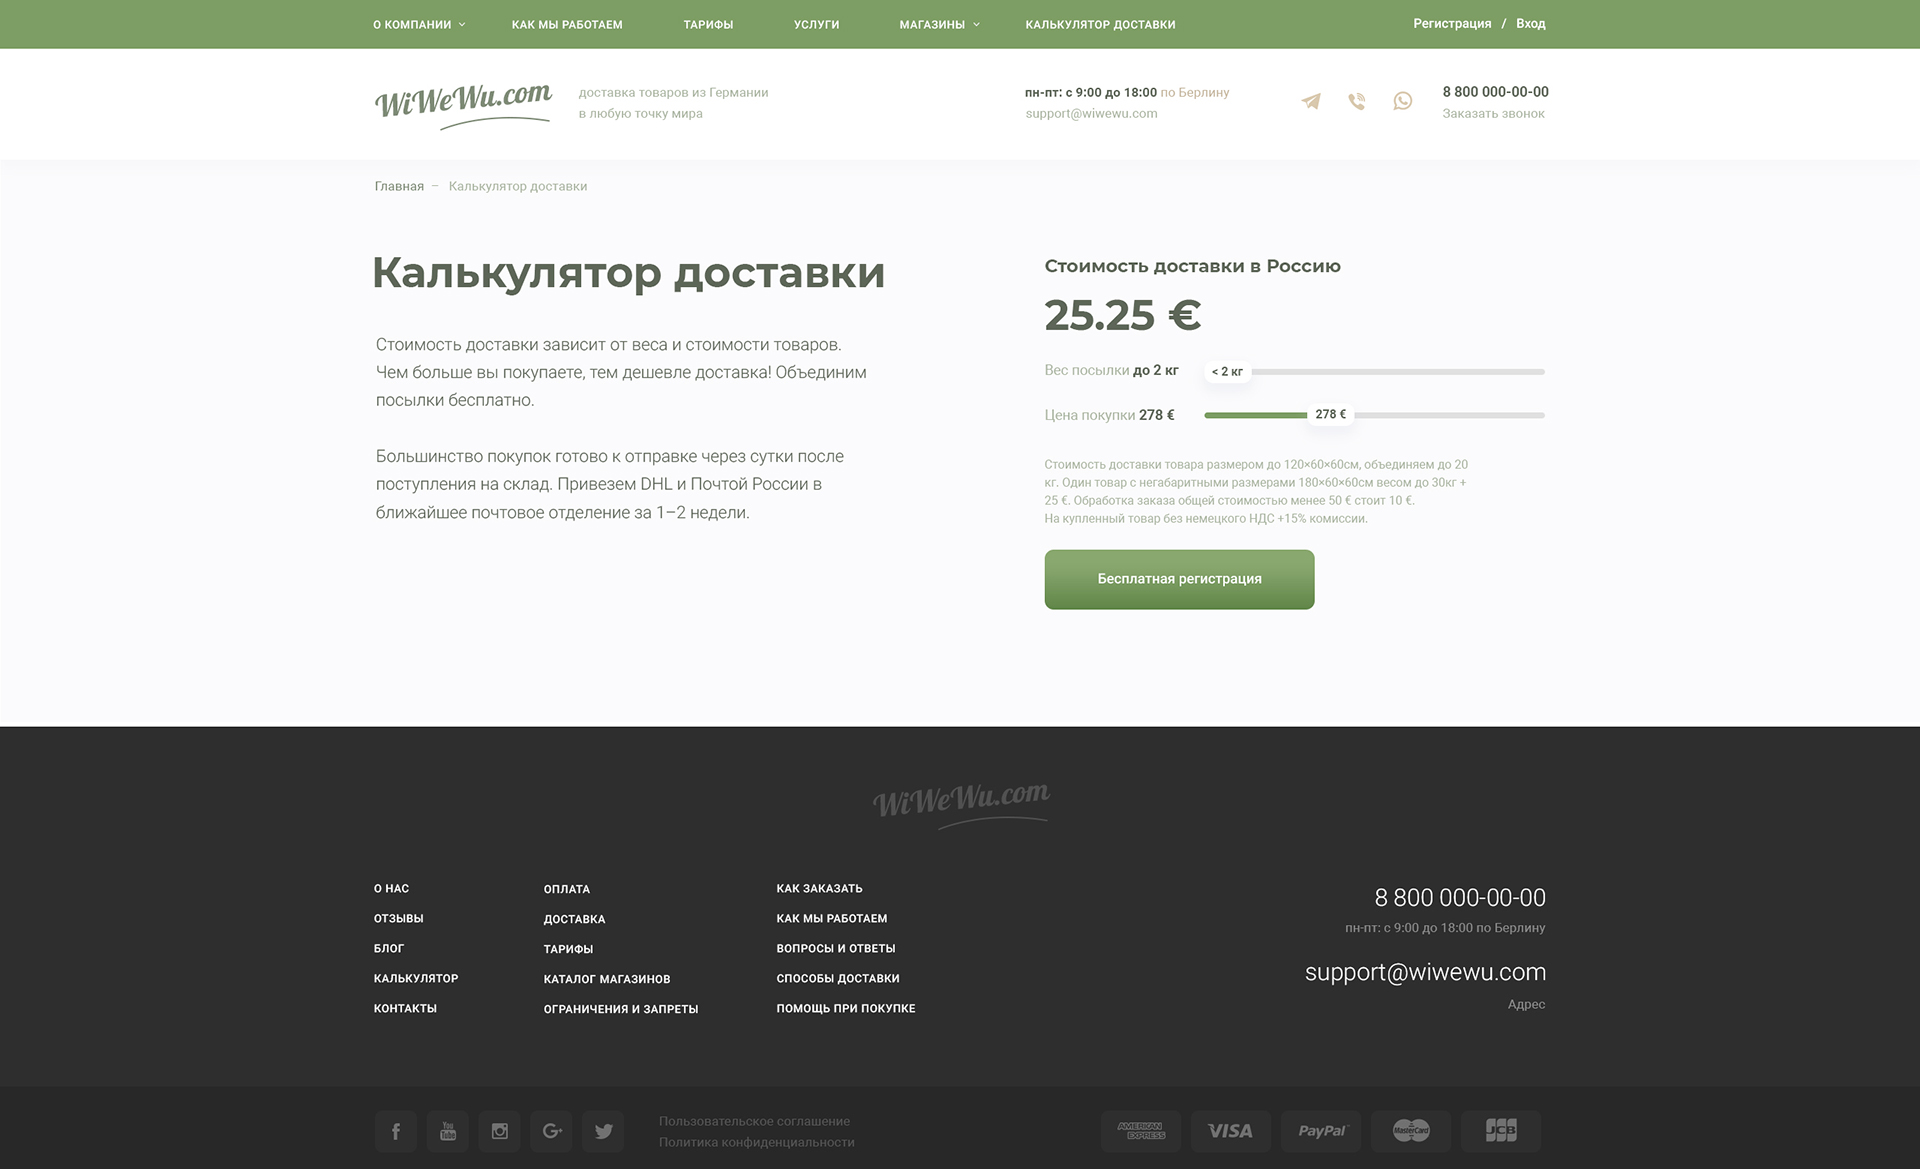 О КОМПАНИИ КАК МЫ РАБОТАЕМ ТАРИФЫ УСЛУГИ МАГАЗИНЫ КАЛЬКУЛЯТОР ДОСТАВКИ Регистрация / Вход
WiWeWu.com
доставка товаров из Германии
в любую точку мира
пн-пт: с 9:00 до 18:00 по Берлину
support@wiwewu.com
8 800 000-00-00
Заказать звонок
Главная – Калькулятор доставки
Калькулятор доставки
Стоимость доставки зависит от веса и стоимости товаров.
Чем больше вы покупаете, тем дешевле доставка! Объединим
посылки бесплатно.
Большинство покупок готово к отправке через сутки после
поступления на склад. Привезем DHL и Почтой России в
ближайшее почтовое отделение за 1–2 недели.
Стоимость доставки в Россию
25.25 €
Вес посылки до 2 кг < 2 кг
Цена покупки 278 € 278 €
Стоимость доставки товара размером до 120×60×60см, объединяем до 20
кг. Один товар с негабаритными размерами 180×60×60см весом до 30кг +
25 €. Обработка заказа общей стоимостью менее 50 € стоит 10 €.
На купленный товар без немецкого НДС +15% комиссии.
Бесплатная регистрация
WiWeWu.com
О НАС
ОТЗЫВЫ
БЛОГ
КАЛЬКУЛЯТОР
КОНТАКТЫ
ОПЛАТА
ДОСТАВКА
ТАРИФЫ
КАТАЛОГ МАГАЗИНОВ
ОГРАНИЧЕНИЯ И ЗАПРЕТЫ
КАК ЗАКАЗАТЬ
КАК МЫ РАБОТАЕМ
ВОПРОСЫ И ОТВЕТЫ
СПОСОБЫ ДОСТАВКИ
ПОМОЩЬ ПРИ ПОКУПКЕ
8 800 000-00-00
пн-пт: с 9:00 до 18:00 по Берлину
support@wiwewu.com
Адрес
f You Tube G+
Пользовательское соглашение
Политика конфиденциальности
AMERICAN EXPRESS VISA PayPal MasterCard JCB